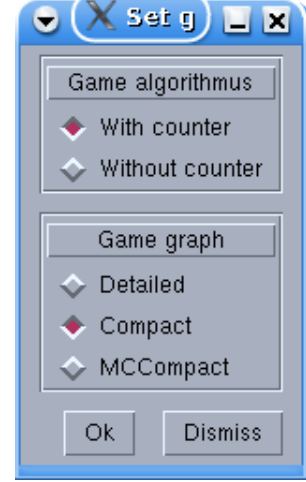 Set g
Game algorithmus
With counter
Without counter
Game graph
Detailed
Compact
MCCompact
Ok Dismiss